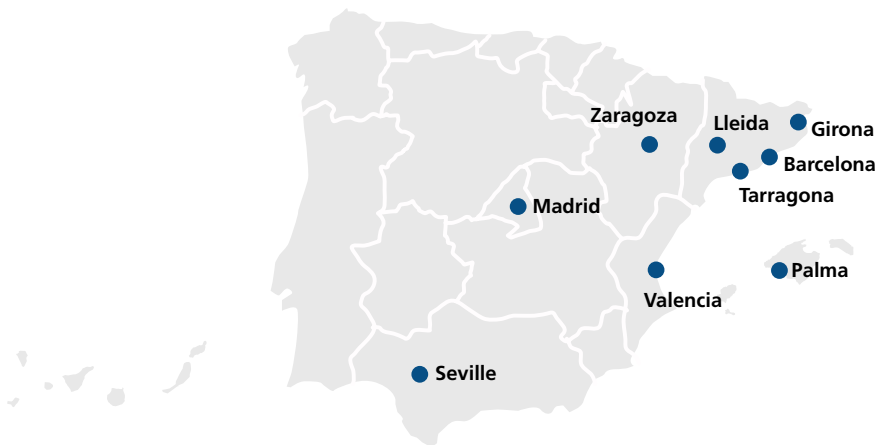 Zaragoza
Lleida
Girona
Barcelona
Tarragona
Madrid
Palma
Valencia
Seville